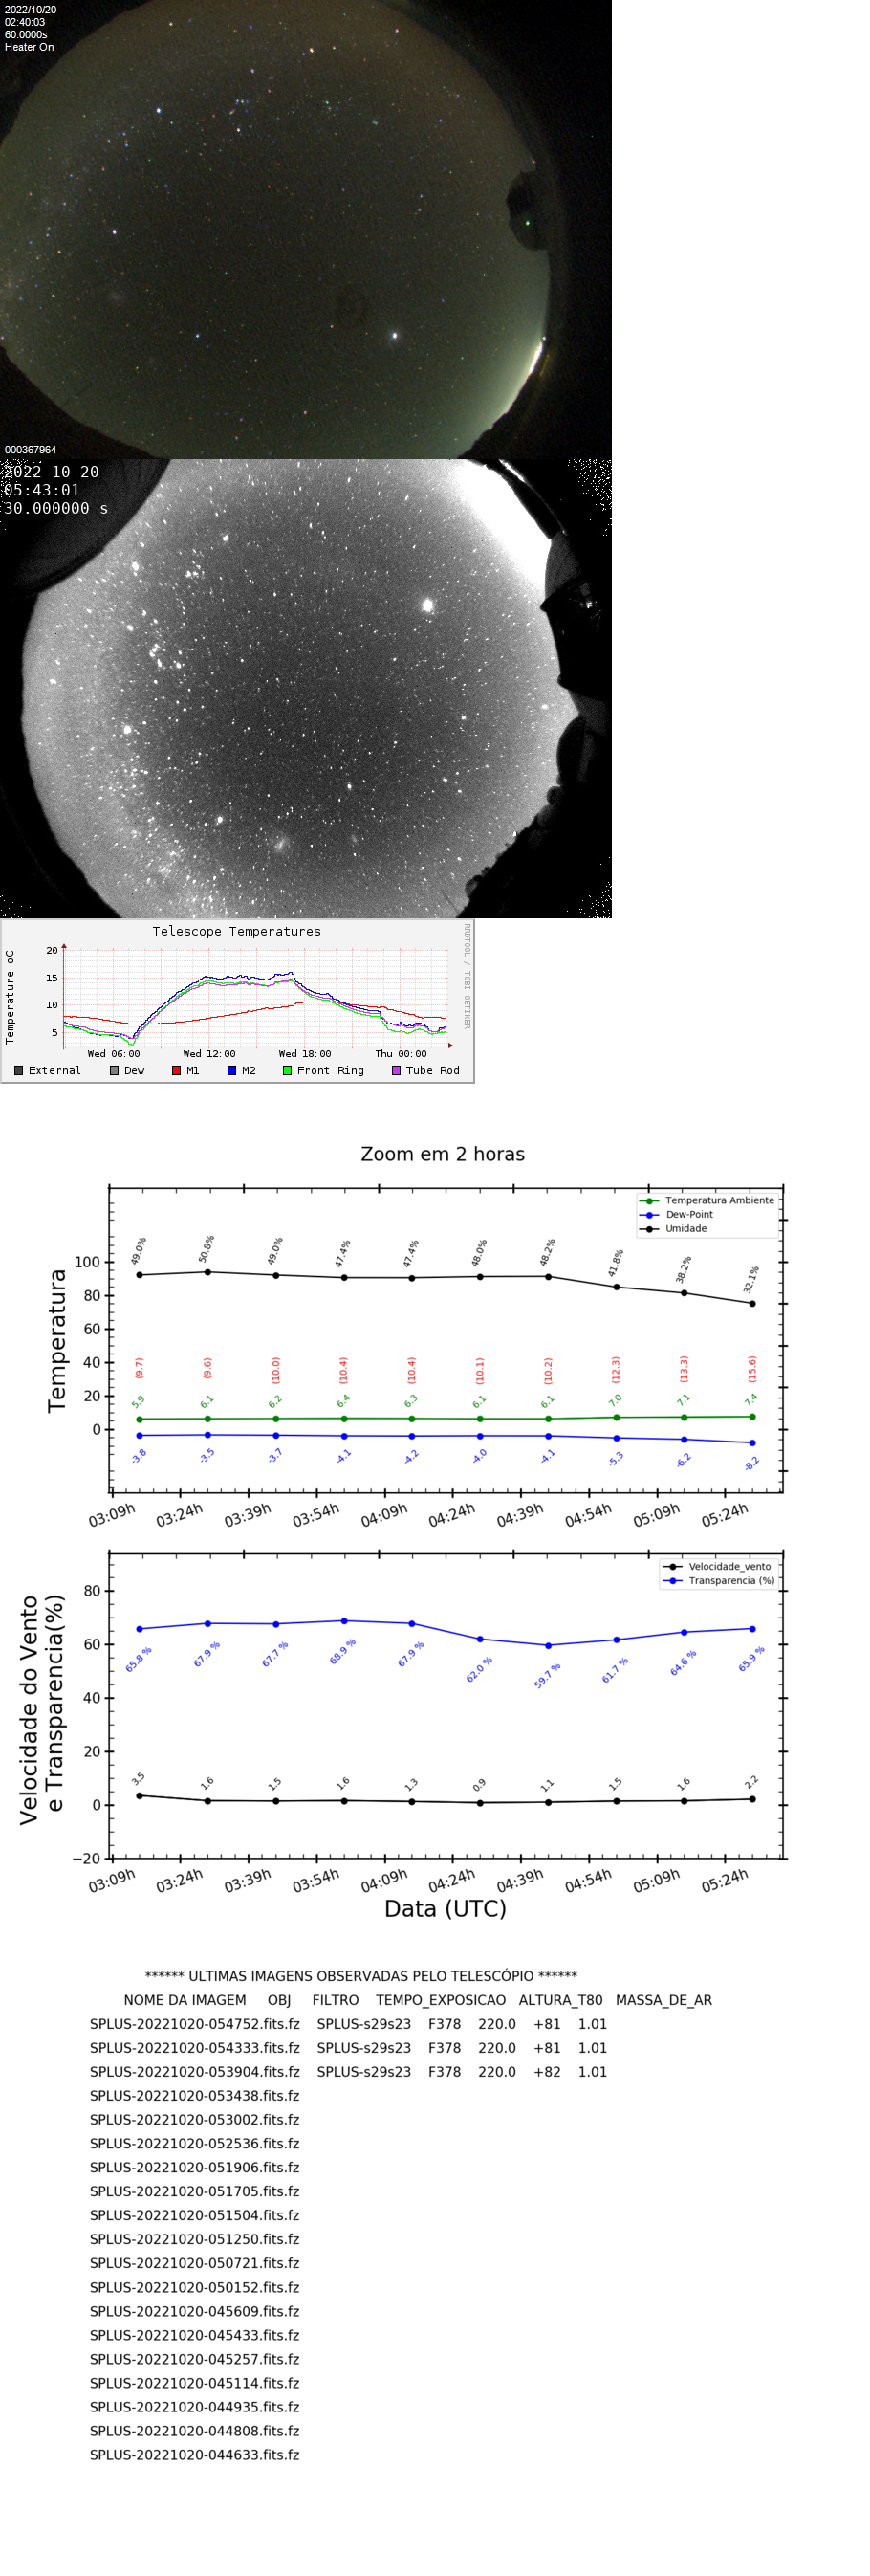 2022/10/20
02:40:03
60.0000s
Heater On
000367964
2022-10-20
05:43:01
30.000000 s
Telescope Temperatures
RRDTOOL / TOBI OETIKER
Temperature oC
20
15
10
5
Wed 06:00 Wed 12:00 Wed 18:00 Thu 00:00
External Dew M1 M2 Front Ring Tube Rod
Zoom em 2 horas
Temperatura Ambiente
Dew-Point
Umidade
Temperatura
100
80
60
40
20
0
49.0% 50.8% 49.0% 47.4% 47.4% 48.0% 48.2% 41.8% 38.2% 32.1%
(9.7) (9.6) (10.0) (10.4) (10.4) (10.1) (10.2) (12.3) (13.3) (15.6)
5.9 6.1 6.2 6.4 6.3 6.1 6.1 7.0 7.1 7.4
-3.8 -3.5 -3.7 -4.1 -4.2 -4.0 -4.1 -5.3 -6.2 -8.2
03:09h 03:24h 03:39h 03:54h 04:09h 04:24h 04:39h 04:54h 05:09h 05:24h
Velocidade_vento
Transparencia (%)
Velocidade do Vento
e Transparencia(%)
80
60
40
20
0
−20
65.8 % 67.9 % 67.7 % 68.9 % 67.9 % 62.0 % 59.7 % 61.7 % 64.6 % 65.9 %
3.5 1.6 1.5 1.6 1.3 0.9 1.1 1.5 1.6 2.2
03:09h 03:24h 03:39h 03:54h 04:09h 04:24h 04:39h 04:54h 05:09h 05:24h
Data (UTC)
****** ULTIMAS IMAGENS OBSERVADAS PELO TELESCÓPIO ******
NOME DA IMAGEM OBJ FILTRO TEMPO_EXPOSICAO ALTURA_T80 MASSA_DE_AR
SPLUS-20221020-054752.fits.fz SPLUS-s29s23 F378 220.0 +81 1.01
SPLUS-20221020-054333.fits.fz SPLUS-s29s23 F378 220.0 +81 1.01
SPLUS-20221020-053904.fits.fz SPLUS-s29s23 F378 220.0 +82 1.01
SPLUS-20221020-053438.fits.fz
SPLUS-20221020-053002.fits.fz
SPLUS-20221020-052536.fits.fz
SPLUS-20221020-051906.fits.fz
SPLUS-20221020-051705.fits.fz
SPLUS-20221020-051504.fits.fz
SPLUS-20221020-051250.fits.fz
SPLUS-20221020-050721.fits.fz
SPLUS-20221020-050152.fits.fz
SPLUS-20221020-045609.fits.fz
SPLUS-20221020-045433.fits.fz
SPLUS-20221020-045257.fits.fz
SPLUS-20221020-045114.fits.fz
SPLUS-20221020-044935.fits.fz
SPLUS-20221020-044808.fits.fz
SPLUS-20221020-044633.fits.fz